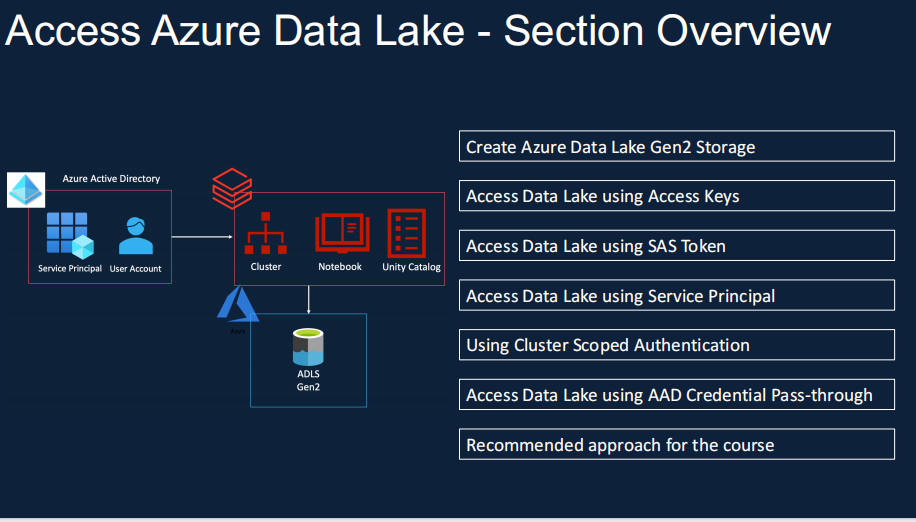 Access Azure Data Lake - Section Overview
Azure Active Directory
Service Principal
User Account
Cluster
Notebook
Unity Catalog
Azure
ADLS
Gen2
Create Azure Data Lake Gen2 Storage
Access Data Lake using Access Keys
Access Data Lake using SAS Token
Access Data Lake using Service Principal
Using Cluster Scoped Authentication
Access Data Lake using AAD Credential Pass-through
Recommended approach for the course